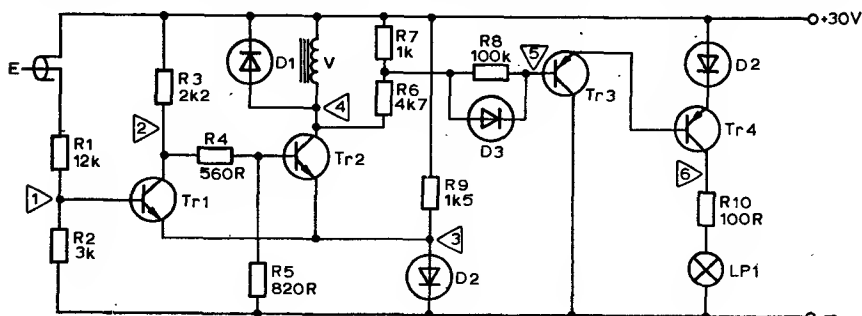 +30V
E
R1
12k
R2
3k
1
2
R3
2k2
R4
560R
Tr1
R5
820R
D1
V
4
Tr2
R7
1k
R6
4k7
R9
1k5
3
D2
R8
100k
D3
5
Tr3
D2
Tr4
6
R10
100R
LP1